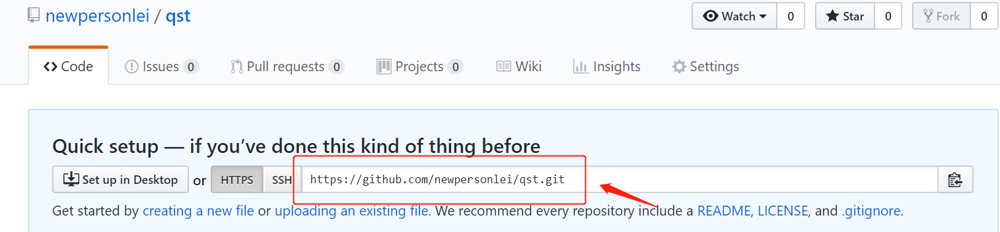 newpersonlei / qst
Watch 0 Star 0 Fork 0
Code Issues 0 Pull requests 0 Projects 0 Wiki Insights Settings
Quick setup — if you’ve done this kind of thing before
Set up in Desktop or HTTPS SSH https://github.com/newpersonlei/qst.git
Get started by creating a new file or uploading an existing file. We recommend every repository include a README, LICENSE, and .gitignore.